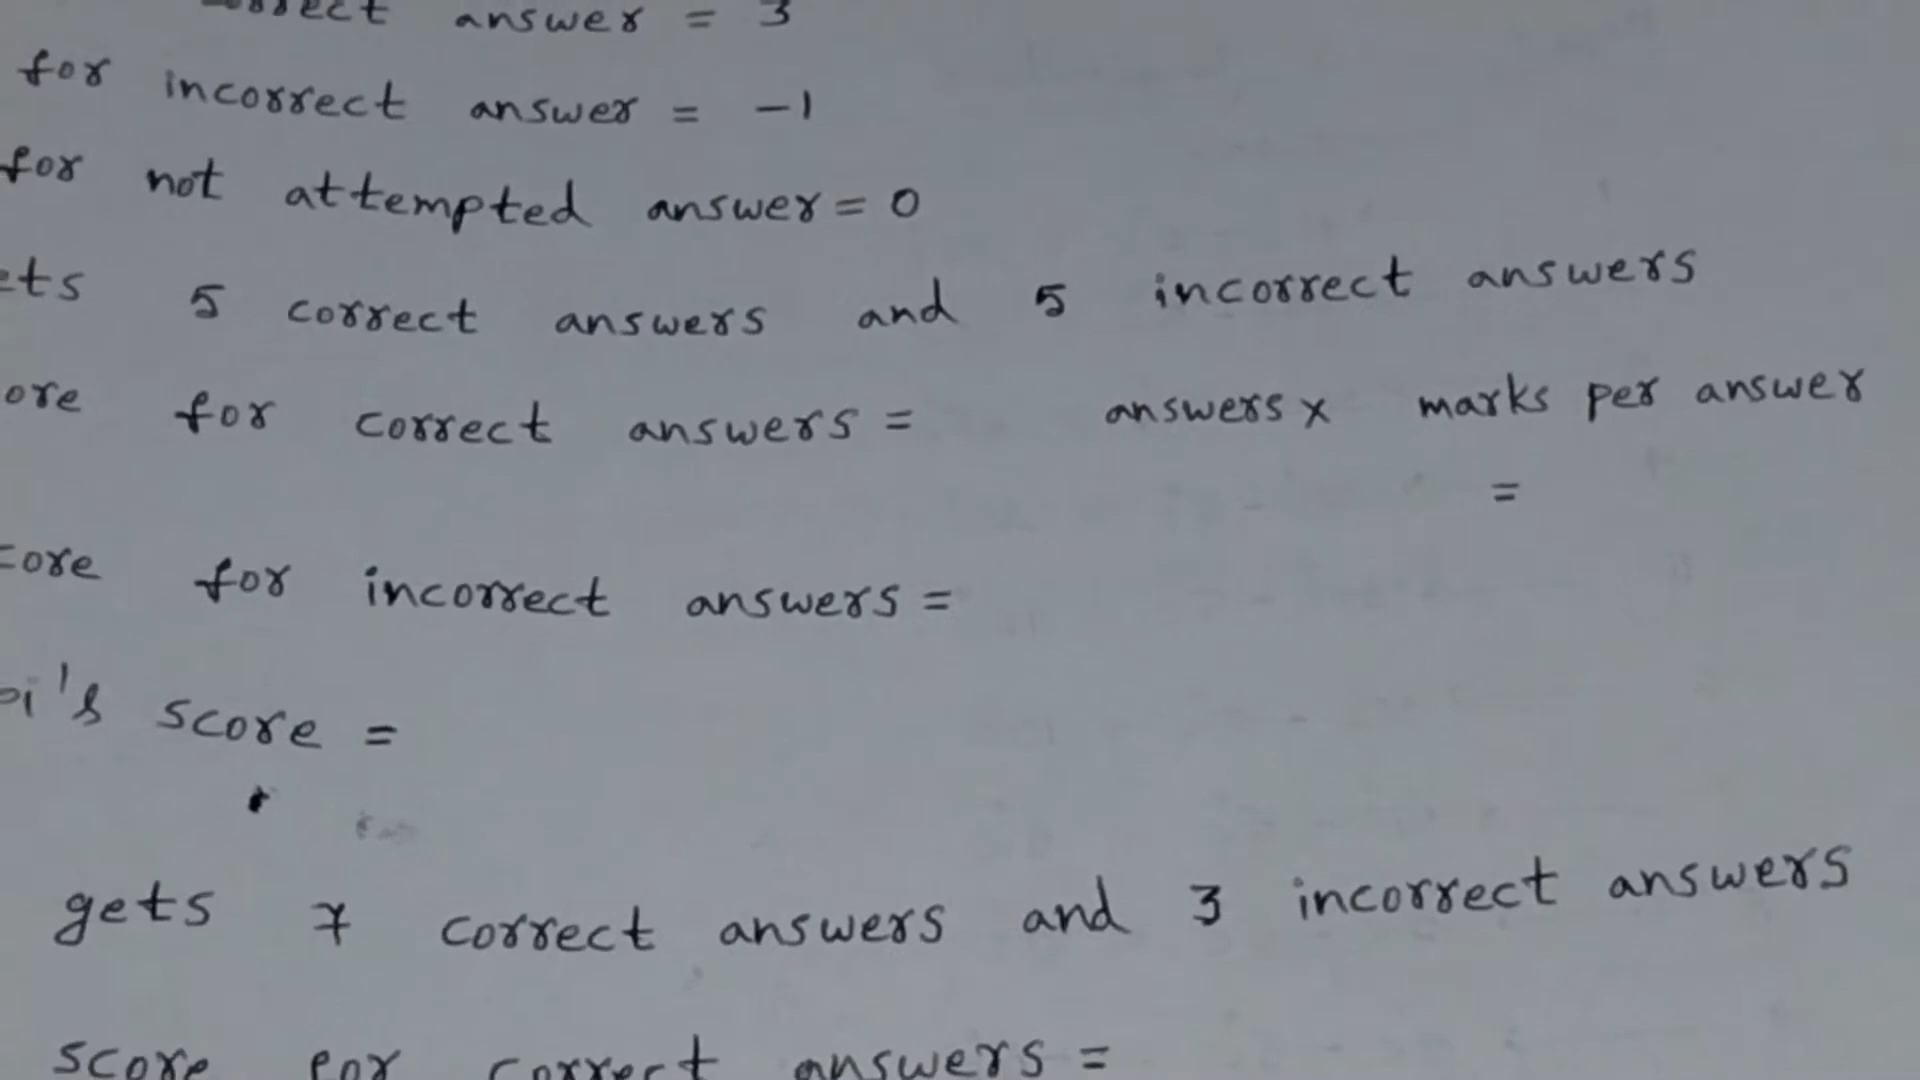 answer = 3
for incorrect answer = -1
for not attempted answer = 0
5 correct answers and 5 incorrect answers
for correct answers = answers x marks per answer
=
for incorrect answers =
score =
gets 7 correct answers and 3 incorrect answers
score for correct answers =